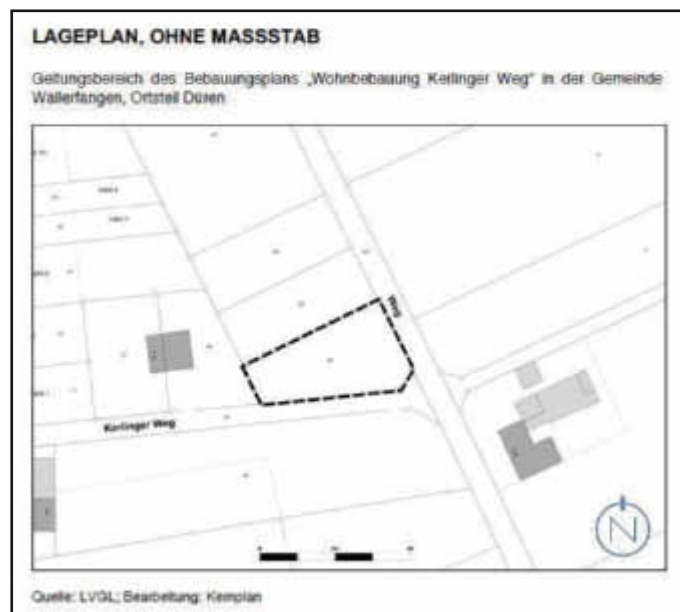 LAGEPLAN, OHNE MASSSTAB
Geltungsbereich des Bebauungsplans „Wohnbebauung Kerlinger Weg" in der Gemeinde
Wallerfangen, Ortsteil Düren
Weg
Kerlinger Weg
N
Quelle: LVGL; Bearbeitung: Kernplan